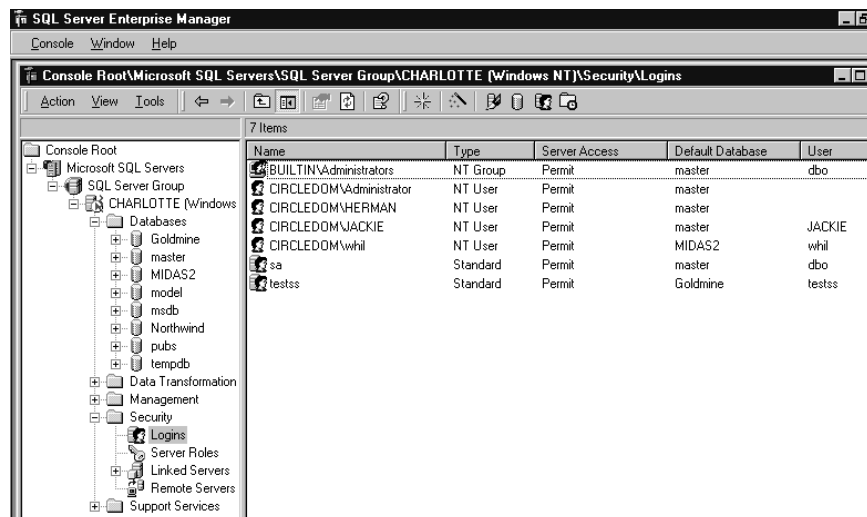 SQL Server Enterprise Manager
Console Window Help
Console Root\Microsoft SQL Servers\SQL Server Group\CHARLOTTE (Windows NT)\Security\Logins
Action View Tools
7 Items
Console Root
Microsoft SQL Servers
SQL Server Group
CHARLOTTE (Windows
Databases
Goldmine
master
MIDAS2
model
msdb
Northwind
pubs
tempdb
Data Transformation
Management
Security
Logins
Server Roles
Linked Servers
Remote Servers
Support Services
Name Type Server Access Default Database User
BUILTIN\Administrators NT Group Permit master dbo
CIRCLEDOM\Administrator NT User Permit master
CIRCLEDOM\HERMAN NT User Permit master
CIRCLEDOM\JACKIE NT User Permit master JACKIE
CIRCLEDOM\whil NT User Permit MIDAS2 whil
sa Standard Permit master dbo
testss Standard Permit Goldmine testss